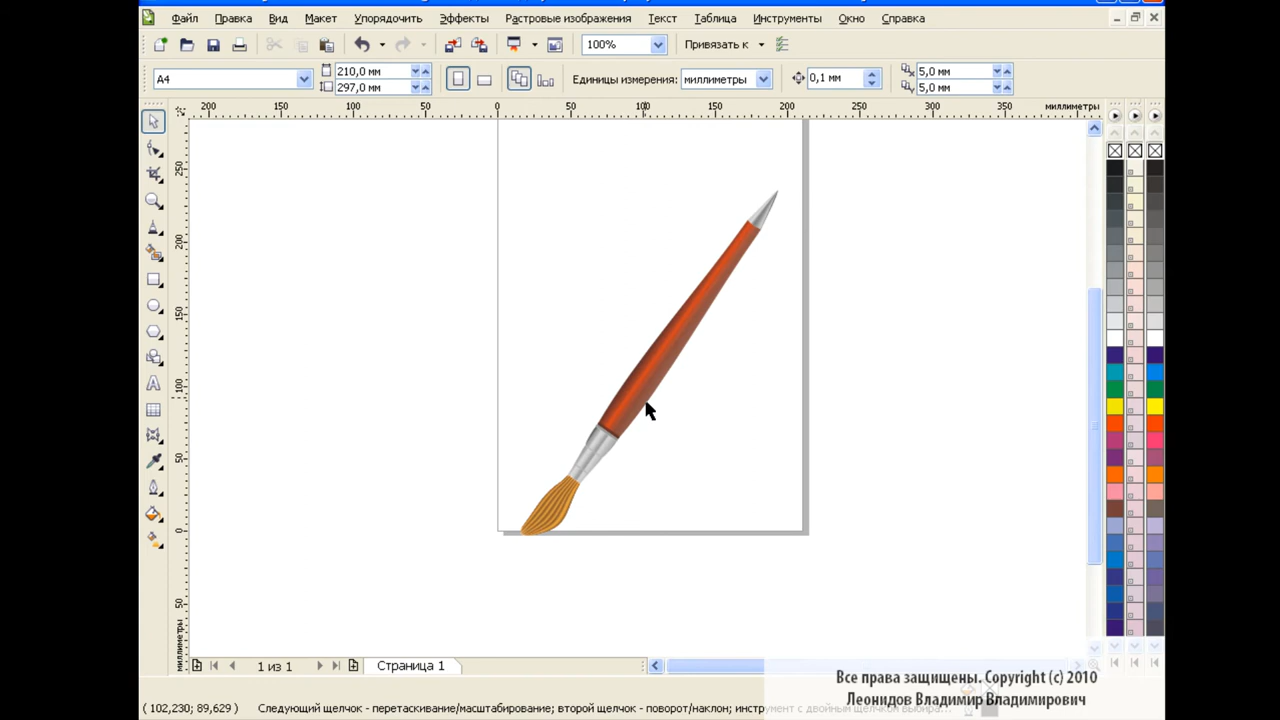 Файл Правка Вид Макет Упорядочить Эффекты Растровые изображения Текст Таблица Инструменты Окно Справка
100% Привязать к
A4 210,0 мм 297,0 мм Единицы измерения: миллиметры 0,1 мм 5,0 мм 5,0 мм
200 150 100 50 0 50 100 150 200 250 300 350 миллиметры
250
200
150
100
50
0
50
миллиметры
1 из 1 Страница 1
Все права защищены. Copyright (c) 2010
Леонидов Владимир Владимирович
( 102,230; 89,629 ) Следующий щелчок - перетаскивание/масштабирование; второй щелчок - поворот/наклон; инструмент с двойным щелчком выбира...